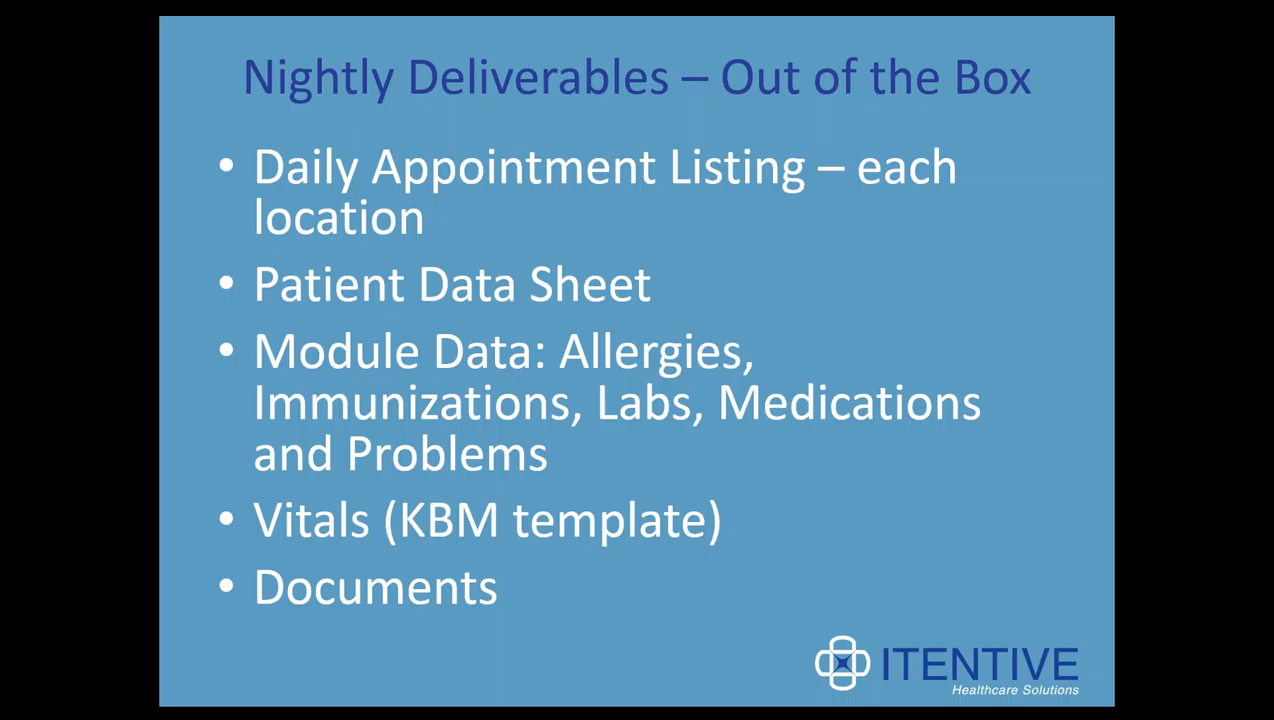 Nightly Deliverables – Out of the Box
• Daily Appointment Listing – each
location
• Patient Data Sheet
• Module Data: Allergies,
Immunizations, Labs, Medications
and Problems
• Vitals (KBM template)
• Documents
ITENTIVE
Healthcare Solutions